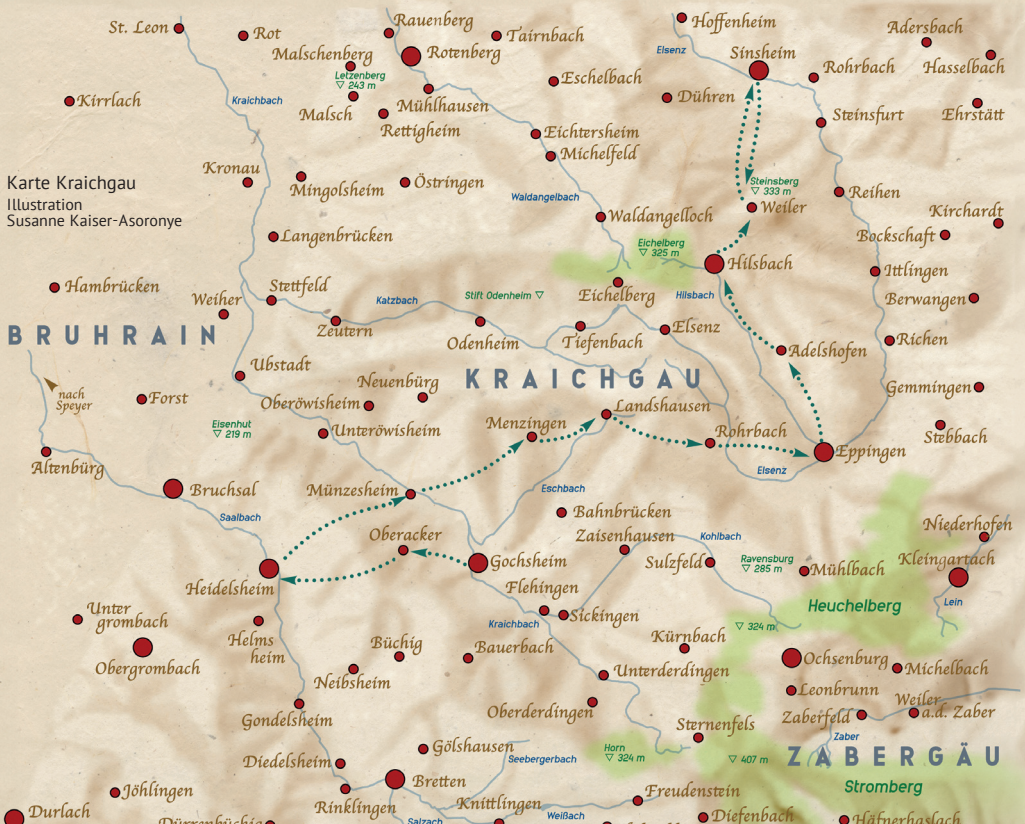 Hoffenheim
Rauenberg
St. Leon
Rot
Tairnbach
Adersbach
Elsenz
Malschenberg
Rotenberg
Sinsheim
Hasselbach
Rohrbach
Letzenberg
▽ 243 m
Eschelbach
Kirrlach
Kraichbach
Mühlhausen
Dühren
Malsch
Steinsfurt
Ehrstätt
Rettigheim
Eichtersheim
Michelfeld
Kronau
Karte Kraichgau
Illustration
Susanne Kaiser-Asoronye
Mingolsheim
Östringen
Steinsberg
▽ 333 m
Reihen
Waldangelbach
Weiler
Kirchardt
Waldangelloch
Langenbrücken
Bockschaft
Eichelberg
▽ 325 m
Hilsbach
Ittlingen
Hambrücken
Stettfeld
Weiher
Katzbach
Stift Odenheim ▽
Eichelberg
Hilsbach
Berwangen
BRUHRAIN
Zeutern
Odenheim
Tiefenbach
Elsenz
Richen
Adelshofen
Ubstadt
KRAICHGAU
Neuenbürg
Gemmingen
nach
Speyer
Forst
Oberöwisheim
Landshausen
Eisenhut
▽ 219 m
Unteröwisheim
Menzingen
Rohrbach
Stebbach
Eppingen
Altenbürg
Elsenz
Bruchsal
Münzesheim
Eschbach
Saalbach
Bahnbrücken
Niederhofen
Oberacker
Zaisenhausen
Kohlbach
Gochsheim
Sulzfeld
Ravensburg
▽ 285 m
Mühlbach
Kleingartach
Heidelsheim
Flehingen
Heuchelberg
Lein
Unter
grombach
Sickingen
Kraichbach
▽ 324 m
Helms
heim
Büchig
Bauerbach
Kürnbach
Obergrombach
Ochsenburg
Michelbach
Neibsheim
Unterderdingen
Leonbrunn
Weiler
a.d. Zaber
Gondelsheim
Oberderdingen
Zaberfeld
Sternenfels
Zaber
Gölshausen
Horn
▽ 324 m
Diedelsheim
Seebergerbach
▽ 407 m
ZABERGÄU
Bretten
Stromberg
Jöhlingen
Rinklingen
Knittlingen
Freudenstein
Durlach
Dürrenbüchig
Salzach
Weißach
Diefenbach
Häfnerhaslach